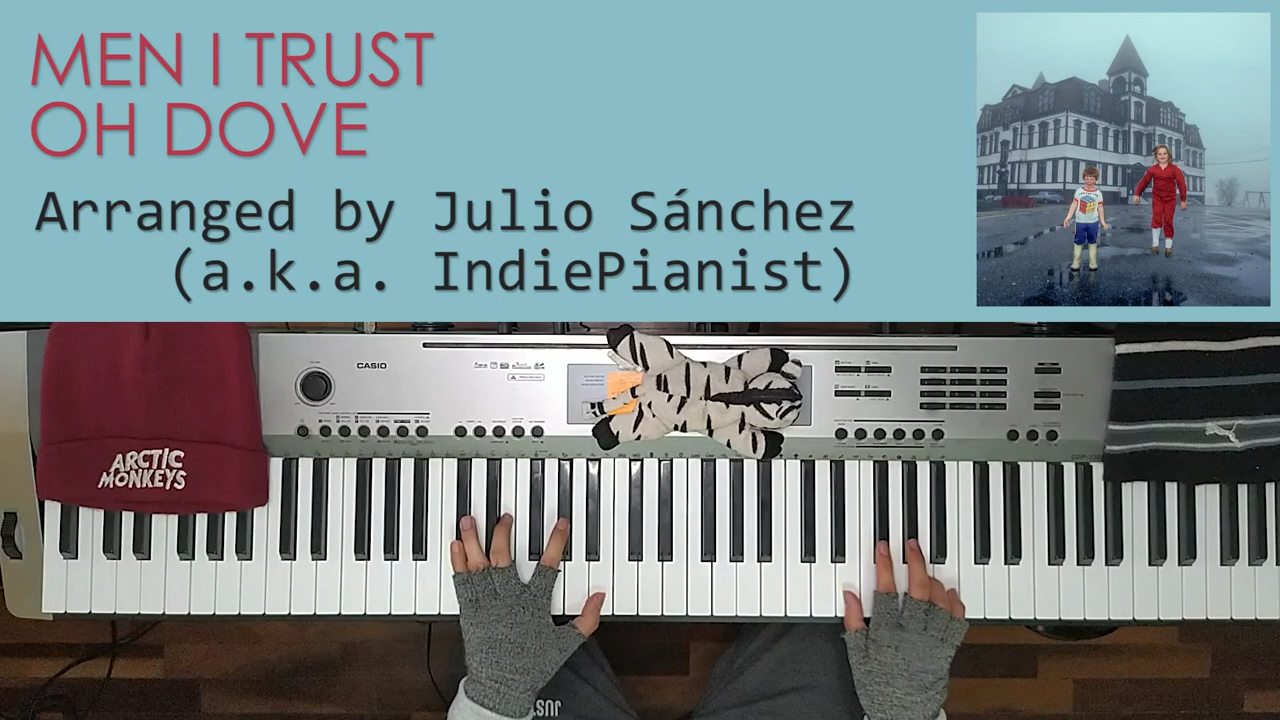 MEN I TRUST
OH DOVE
Arranged by Julio Sánchez
(a.k.a. IndiePianist)
CASIO
ARCTIC
MONKEYS